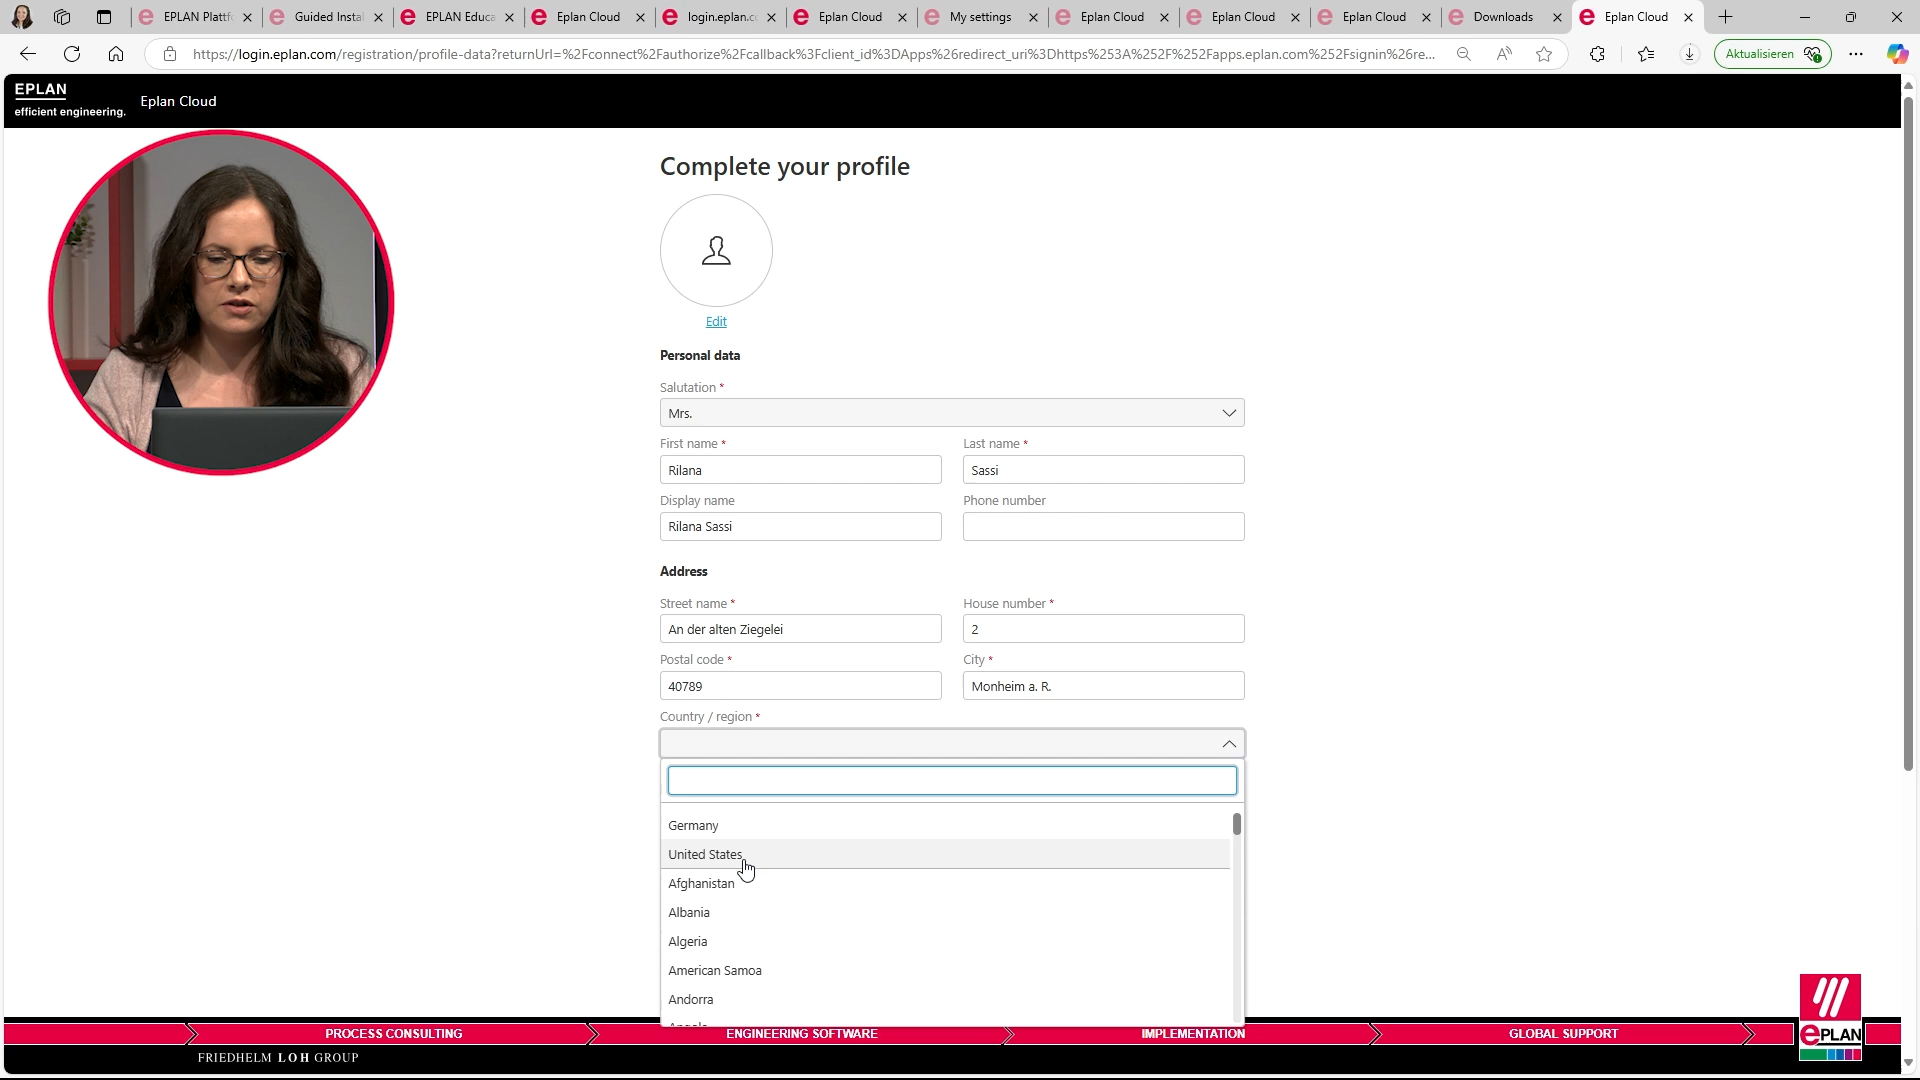 EPLAN Plattf
Guided Instal
EPLAN Educa
Eplan Cloud
login.eplan.c
Eplan Cloud
My settings
Eplan Cloud
Eplan Cloud
Eplan Cloud
Downloads
Eplan Cloud
https://login.eplan.com/registration/profile-data?returnUrl=%2Fconnect%2Fauthorize%2Fcallback%3Fclient_id%3DApps%26redirect_uri%3Dhttps%253A%252F%252Fapps.eplan.com%252Fsignin%26re...
Aktualisieren
EPLAN
efficient engineering.
Eplan Cloud
Complete your profile
Edit
Personal data
Salutation *
Mrs.
First name *
Last name *
Rilana
Sassi
Display name
Phone number
Rilana Sassi
Address
Street name *
House number *
An der alten Ziegelei
2
Postal code *
City *
40789
Monheim a. R.
Country / region *
Germany
United States
Afghanistan
Albania
Algeria
American Samoa
Andorra
PROCESS CONSULTING
ENGINEERING SOFTWARE
IMPLEMENTATION
GLOBAL SUPPORT
ePLAN
FRIEDHELM LOH GROUP